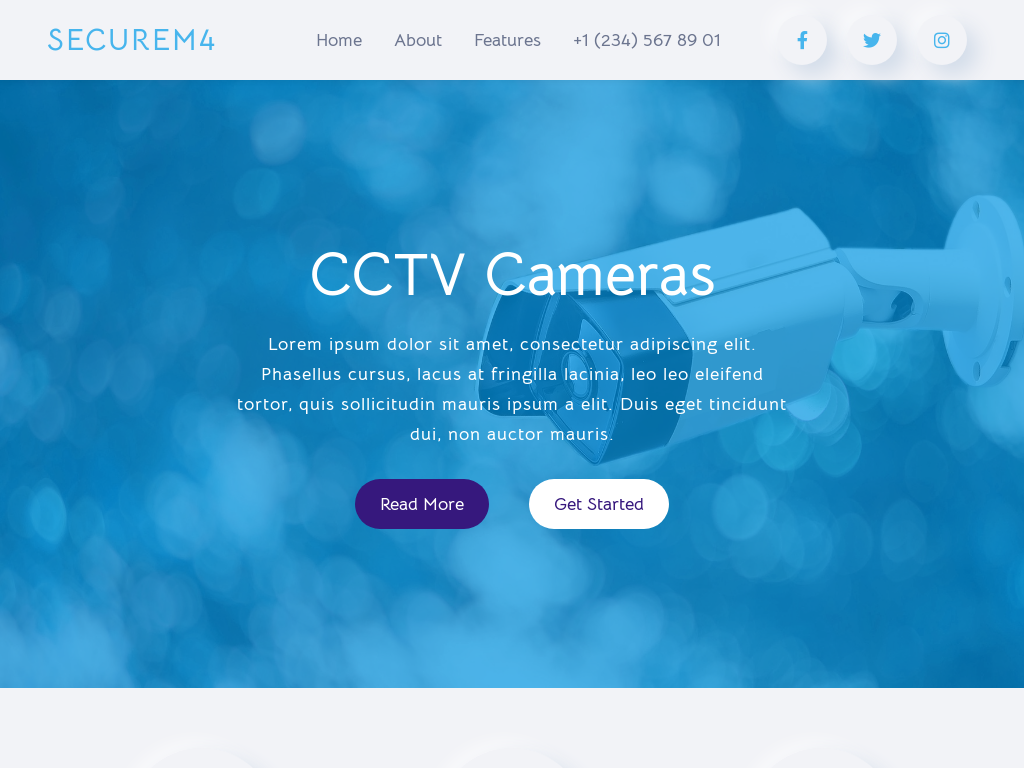 SECUREM4
Home About Features +1 (234) 567 89 01
CCTV Cameras
Lorem ipsum dolor sit amet, consectetur adipiscing elit.
Phasellus cursus, lacus at fringilla lacinia, leo leo eleifend
tortor, quis sollicitudin mauris ipsum a elit. Duis eget tincidunt
dui, non auctor mauris.
Read More Get Started